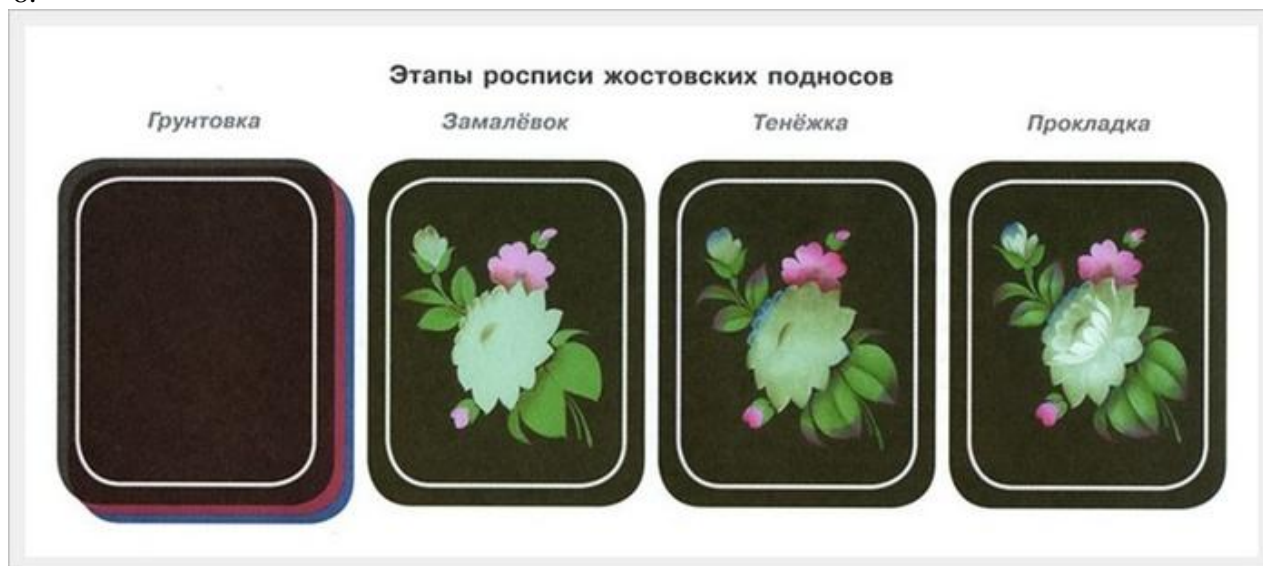 Этапы росписи жостовских подносов
Грунтовка Замалёвок Тенёжка Прокладка